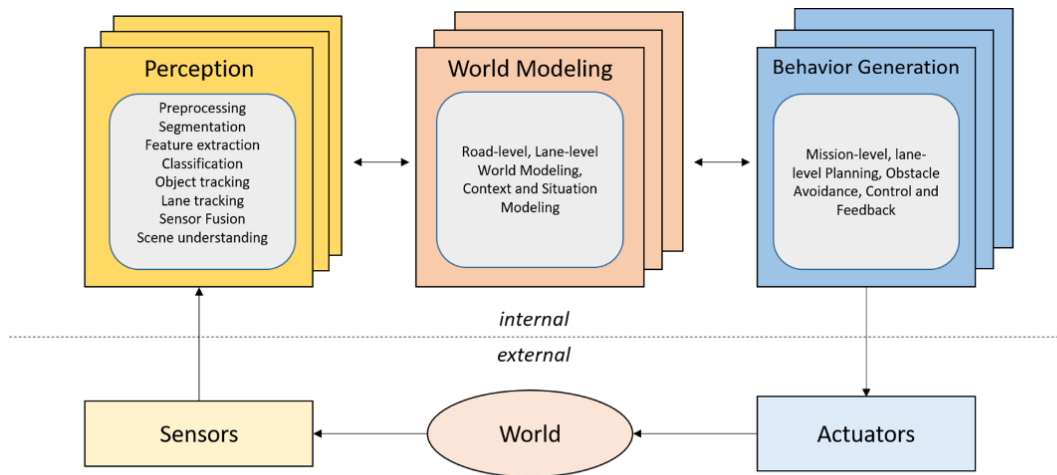 Perception
Preprocessing
Segmentation
Feature extraction
Classification
Object tracking
Lane tracking
Sensor Fusion
Scene understanding
World Modeling
Road-level, Lane-level
World Modeling,
Context and Situation
Modeling
Behavior Generation
Mission-level, lane-
level Planning, Obstacle
Avoidance, Control and
Feedback
internal
external
Sensors
World
Actuators